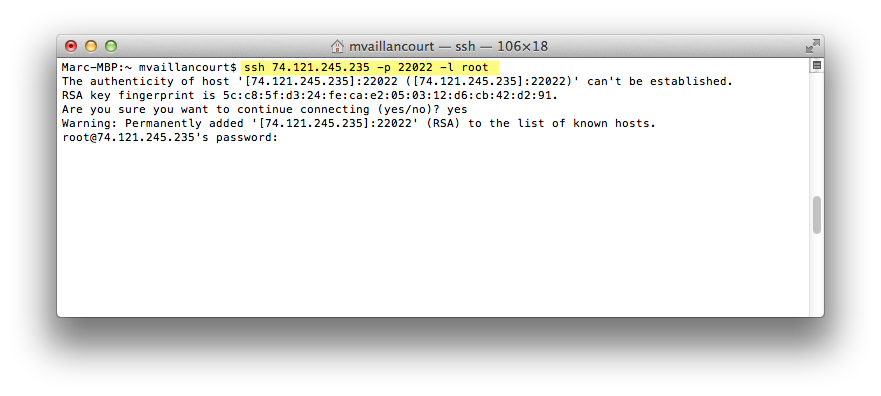 mvaillancourt — ssh — 106×18
Marc-MBP:~ mvaillancourt$ ssh 74.121.245.235 -p 22022 -l root
The authenticity of host '[74.121.245.235]:22022 ([74.121.245.235]:22022)' can't be established.
RSA key fingerprint is 5c:c8:5f:d3:24:fe:ca:e2:05:03:12:d6:cb:42:d2:91.
Are you sure you want to continue connecting (yes/no)? yes
Warning: Permanently added '[74.121.245.235]:22022' (RSA) to the list of known hosts.
root@74.121.245.235's password: